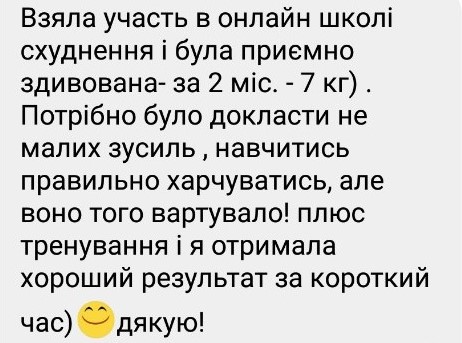 Взяла участь в онлайн школі
схуднення і була приємно
здивована- за 2 міс. - 7 кг) .
Потрібно було докласти не
малих зусиль , навчитись
правильно харчуватись, але
воно того вартувало! плюс
тренування і я отримала
хороший результат за короткий
час) 😊 дякую!